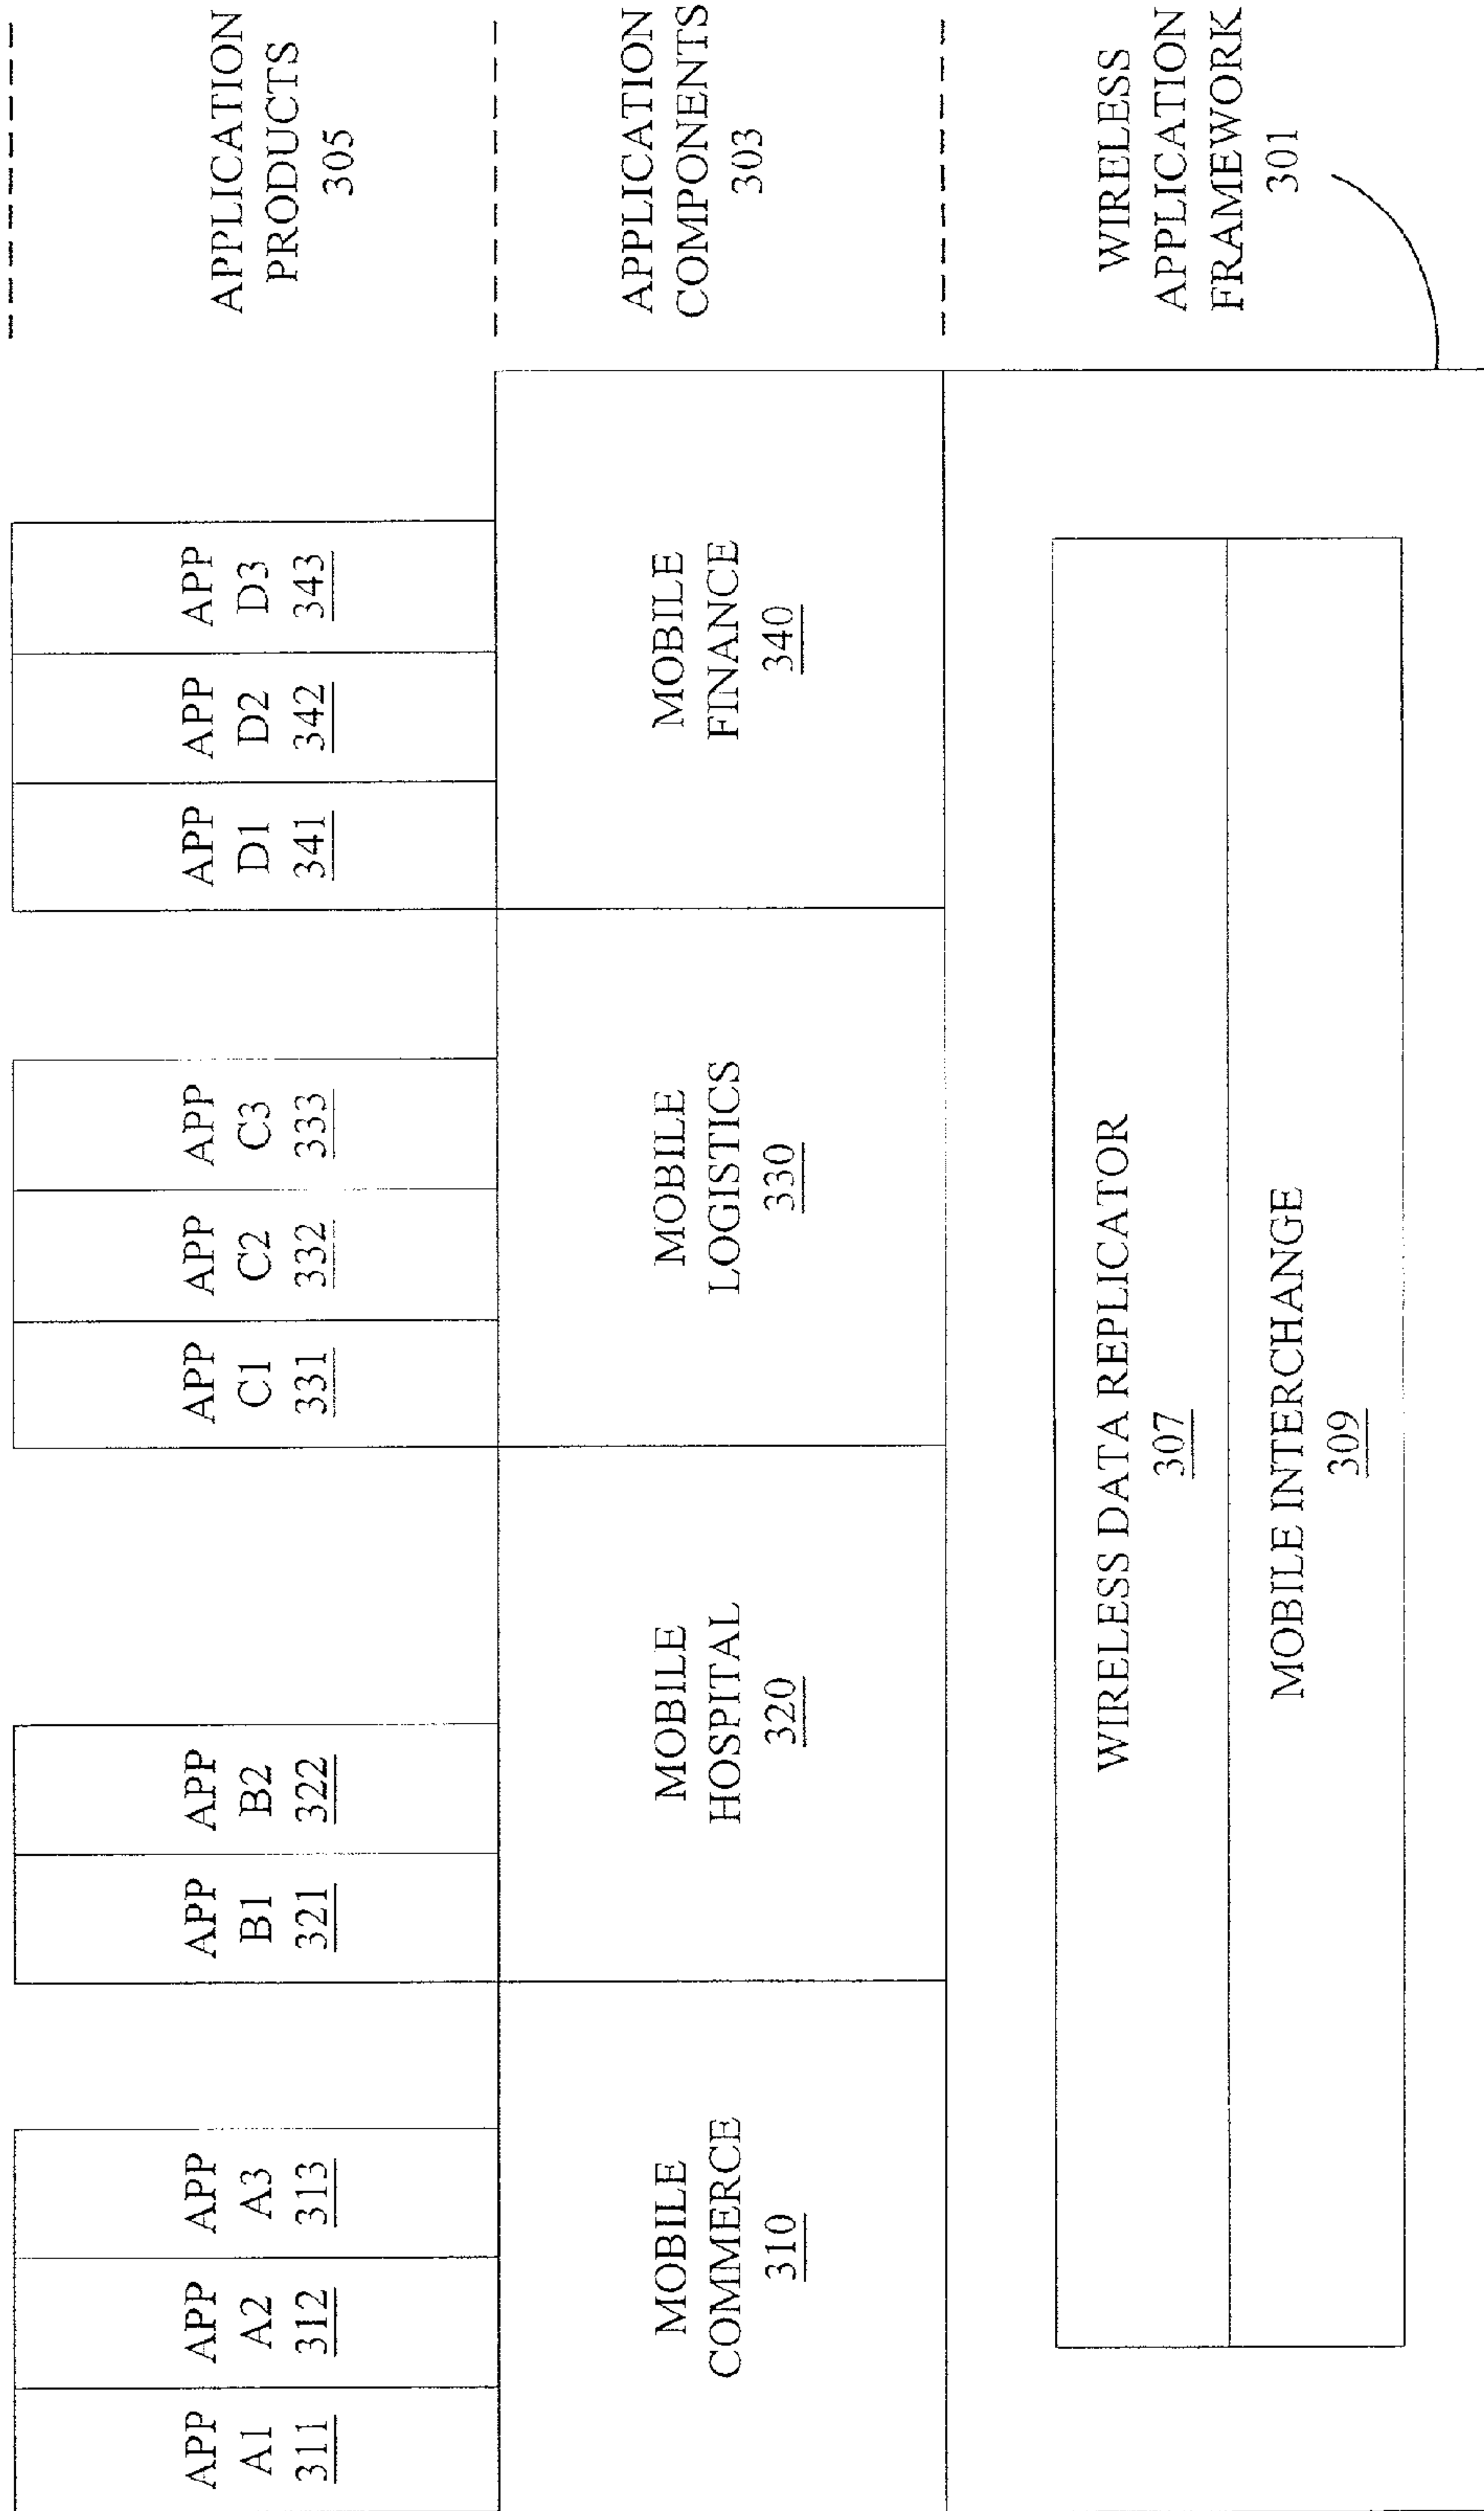 APP
A1
311
APP
A2
312
APP
A3
313
APP
B1
321
APP
B2
322
APP
C1
331
APP
C2
332
APP
C3
333
APP
D1
341
APP
D2
342
APP
D3
343
APPLICATION
PRODUCTS
305
MOBILE
COMMERCE
310
MOBILE
HOSPITAL
320
MOBILE
LOGISTICS
330
MOBILE
FINANCE
340
APPLICATION
COMPONENTS
303
WIRELESS DATA REPLICATOR
307
MOBILE INTERCHANGE
309
WIRELESS
APPLICATION
FRAMEWORK
301